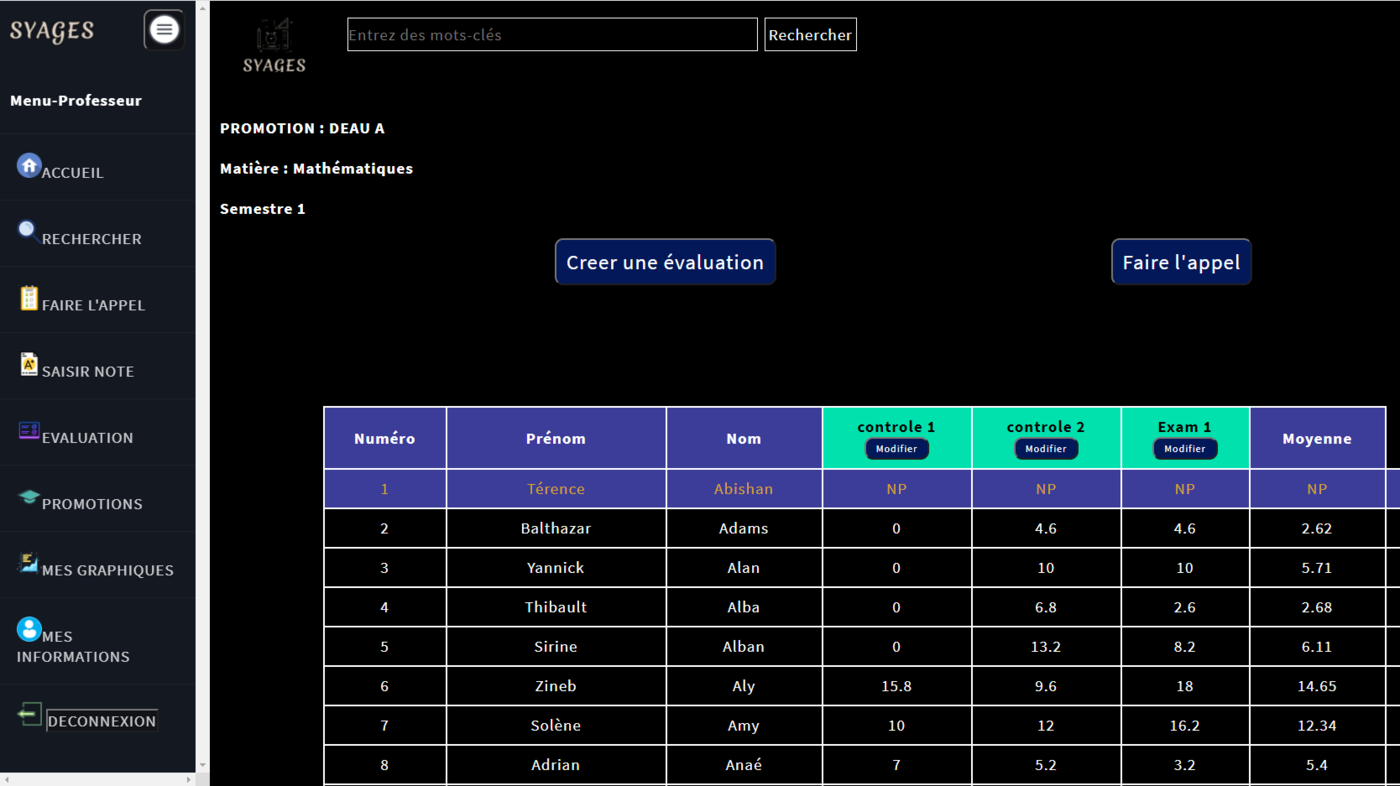 SYAGES
Menu-Professeur
ACCUEIL
RECHERCHER
FAIRE L'APPEL
SAISIR NOTE
EVALUATION
PROMOTIONS
MES GRAPHIQUES
MES
INFORMATIONS
DECONNEXION
SYAGES
Entrez des mots-clés Rechercher
PROMOTION : DEAU A
Matière : Mathématiques
Semestre 1
Creer une évaluation Faire l'appel
Numéro Prénom Nom controle 1 controle 2 Exam 1 Moyenne
Modifier Modifier Modifier
1 Térence Abishan NP NP NP NP
2 Balthazar Adams 0 4.6 4.6 2.62
3 Yannick Alan 0 10 10 5.71
4 Thibault Alba 0 6.8 2.6 2.68
5 Sirine Alban 0 13.2 8.2 6.11
6 Zineb Aly 15.8 9.6 18 14.65
7 Solène Amy 10 12 16.2 12.34
8 Adrian Anaé 7 5.2 3.2 5.4